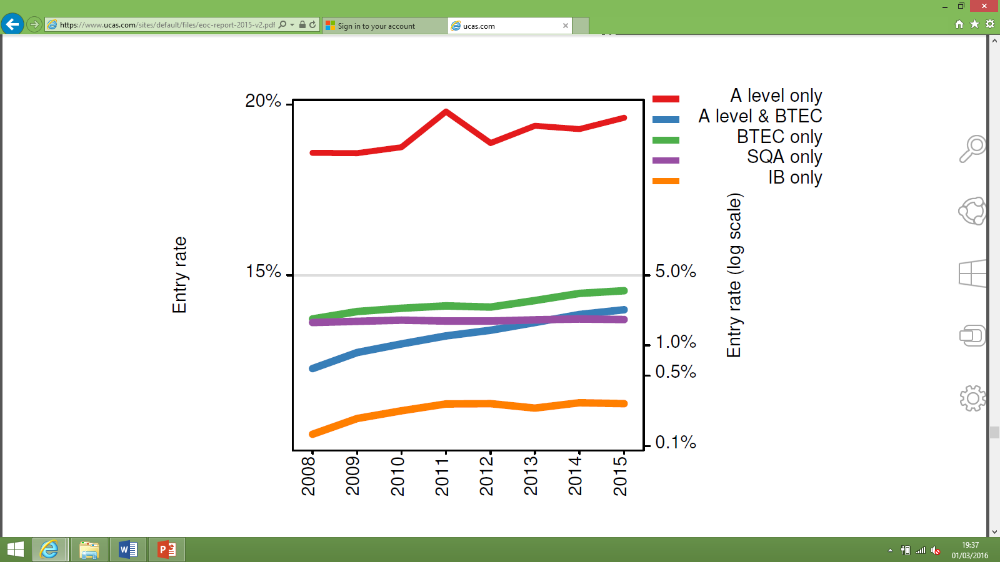 https://www.ucas.com/sites/default/files/eoc-report-2015-v2.pdf
Sign in to your account
ucas.com
20%
15%
Entry rate
A level only
A level & BTEC
BTEC only
SQA only
IB only
5.0%
1.0%
0.5%
0.1%
Entry rate (log scale)
2008
2009
2010
2011
2012
2013
2014
2015
19:37
01/03/2016